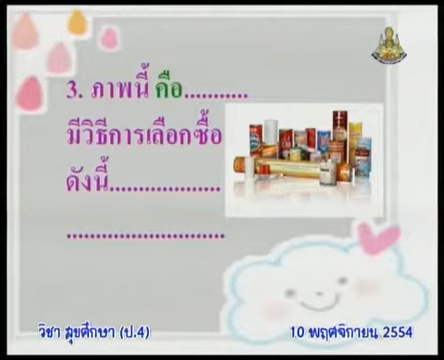 3. ภาพนี้ คือ...........
มีวิธีการเลือกซื้อ
ดังนี้...................
...........................
วิชา สุขศึกษา (ป.4)
10 พฤศจิกายน 2554